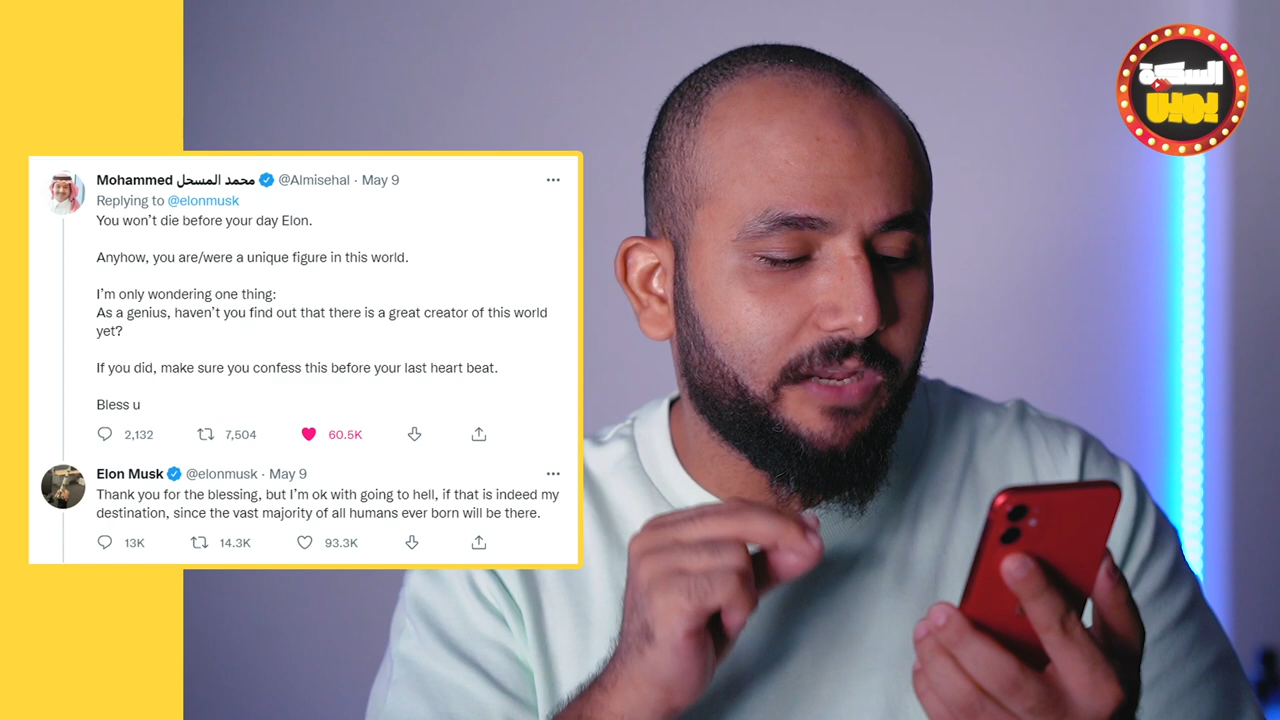 السكة
يمين
Mohammed محمد المسحل @Almisehal · May 9
Replying to @elonmusk
You won’t die before your day Elon.
Anyhow, you are/were a unique figure in this world.
I’m only wondering one thing:
As a genius, haven’t you find out that there is a great creator of this world
yet?
If you did, make sure you confess this before your last heart beat.
Bless u
2,132 7,504 60.5K
Elon Musk @elonmusk · May 9
Thank you for the blessing, but I’m ok with going to hell, if that is indeed my
destination, since the vast majority of all humans ever born will be there.
13K 14.3K 93.3K